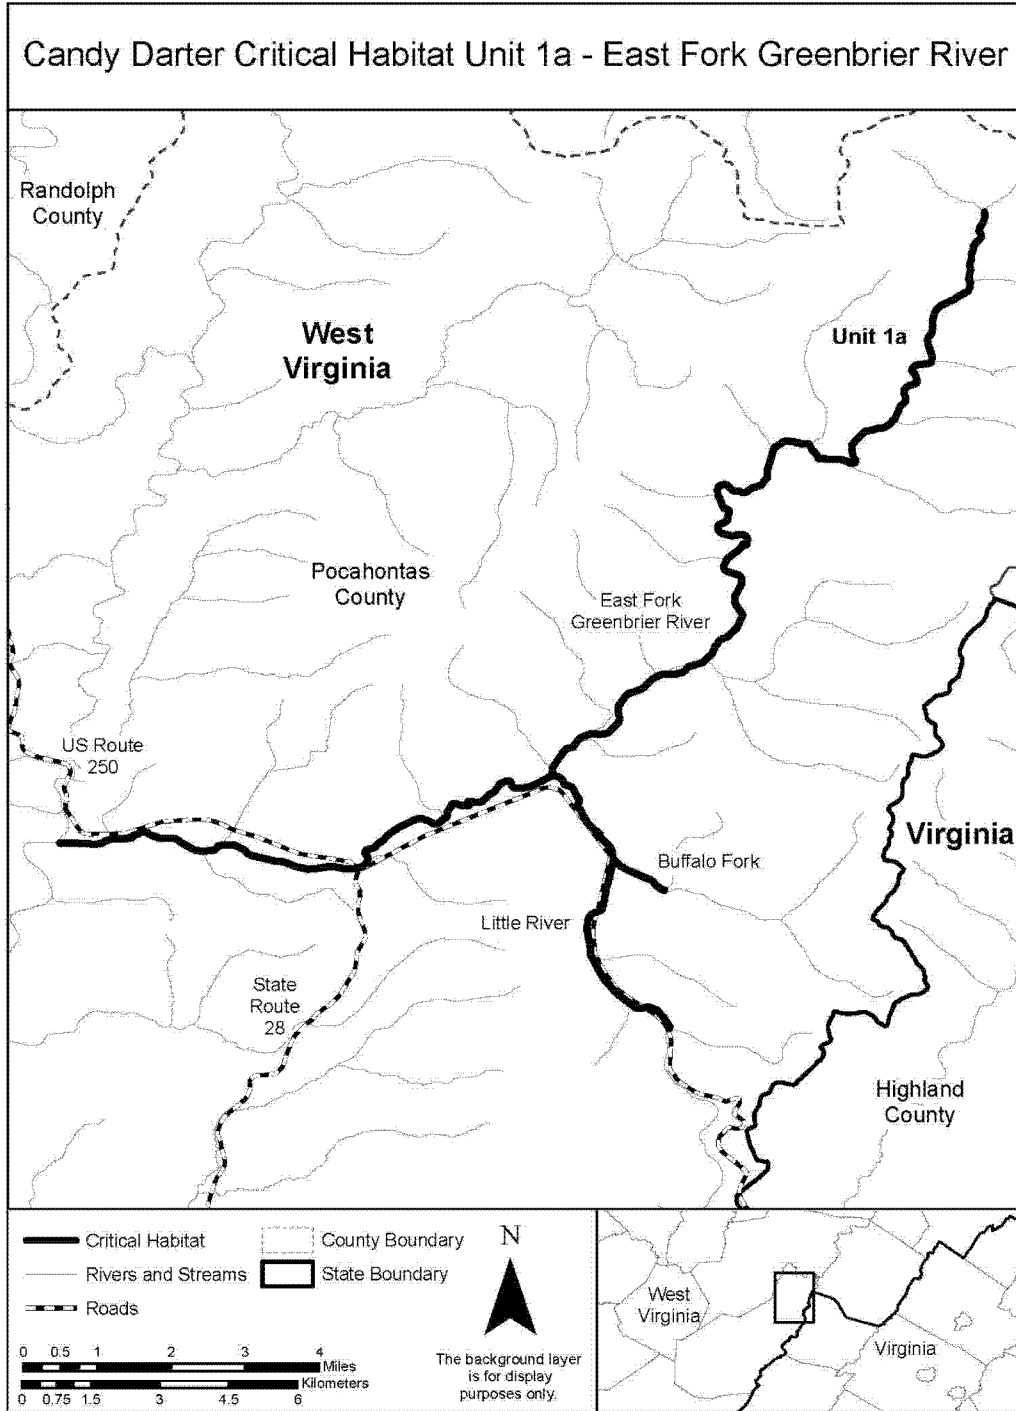 Candy Darter Critical Habitat Unit 1a - East Fork Greenbrier River
Randolph
County
West
Virginia
Unit 1a
Pocahontas
County
East Fork
Greenbrier River
US Route
250
Virginia
Buffalo Fork
Little River
State
Route
28
Highland
County
Critical Habitat
County Boundary
Rivers and Streams
State Boundary
Roads
0 0.5 1 2 3 4
Miles
Kilometers
0 0.75 1.5 3 4.5 6
N
The background layer
is for display
purposes only.
West
Virginia
Virginia